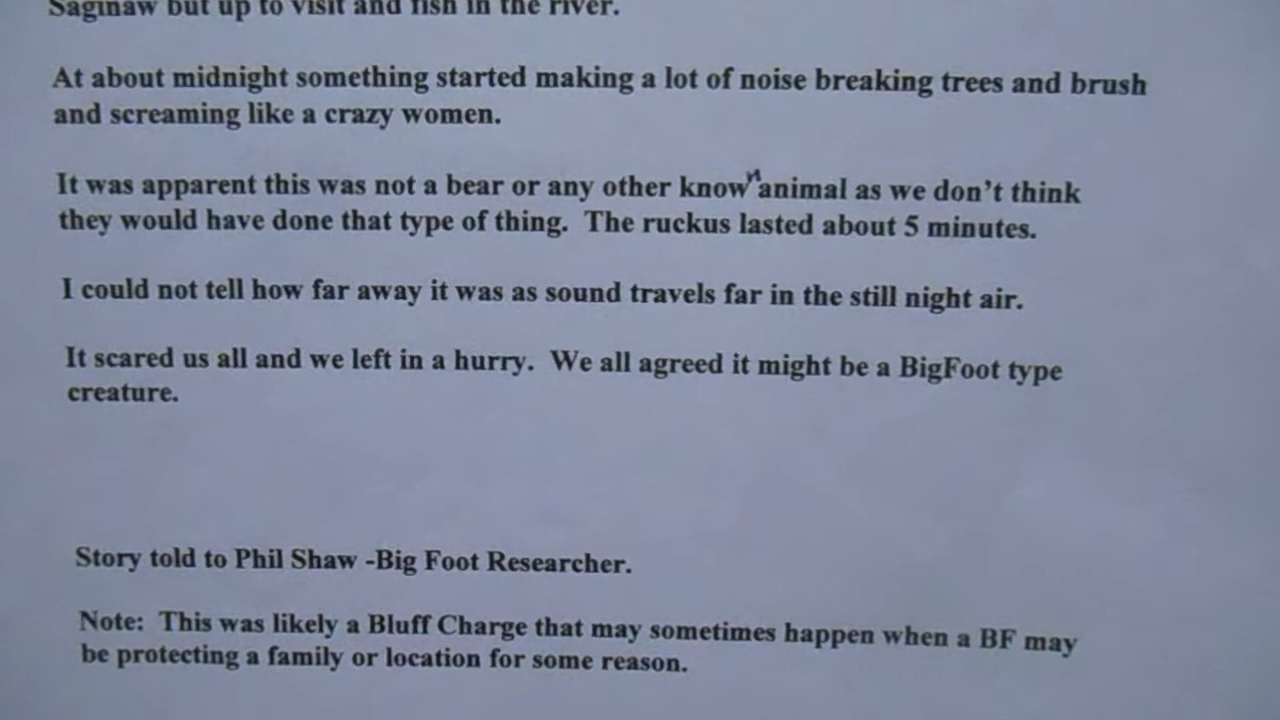 Saginaw but up to visit and fish in the river.
At about midnight something started making a lot of noise breaking trees and brush
and screaming like a crazy women.
It was apparent this was not a bear or any other known animal as we don't think
they would have done that type of thing.  The ruckus lasted about 5 minutes.
I could not tell how far away it was as sound travels far in the still night air.
It scared us all and we left in a hurry.  We all agreed it might be a BigFoot type
creature.
Story told to Phil Shaw -Big Foot Researcher.
Note:  This was likely a Bluff Charge that may sometimes happen when a BF may
be protecting a family or location for some reason.